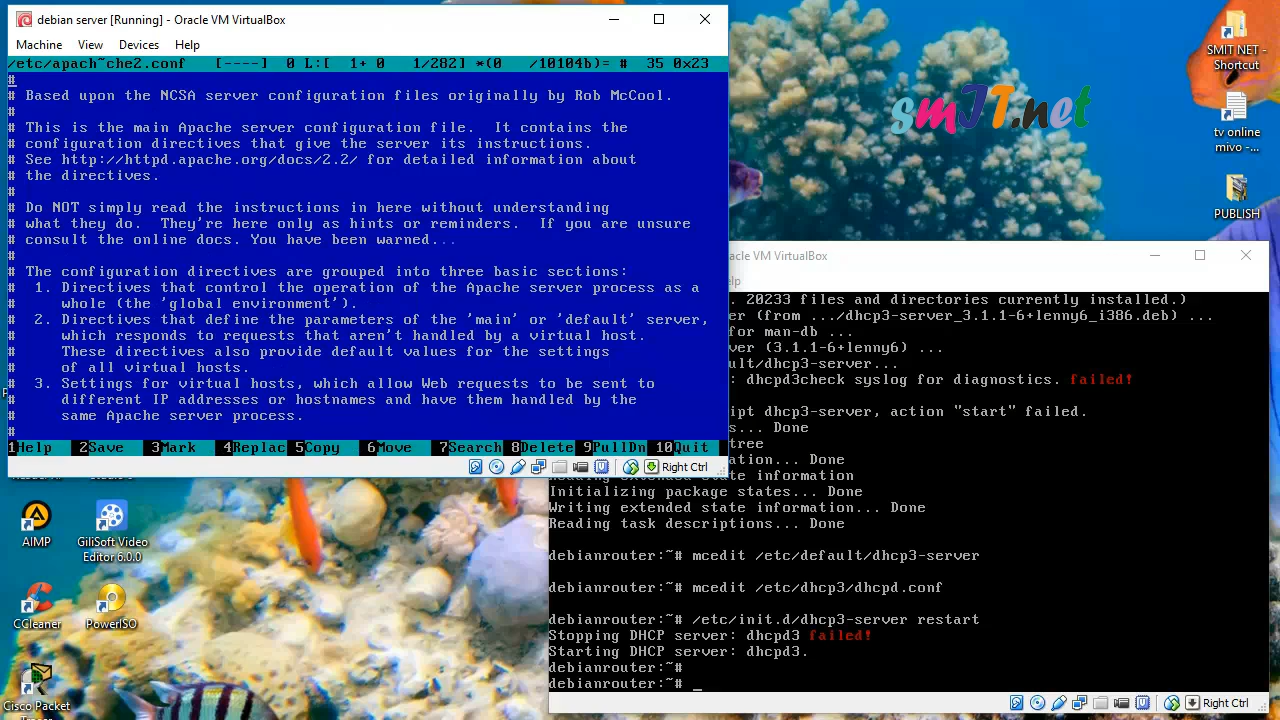 debian server [Running] - Oracle VM VirtualBox
Machine View Devices Help
/etc/apach~che2.conf [----] 0 L:[ 1+ 0 1/282] *(0 /10104b)= # 35 0x23
#
# Based upon the NCSA server configuration files originally by Rob McCool.
#
# This is the main Apache server configuration file. It contains the
# configuration directives that give the server its instructions.
# See http://httpd.apache.org/docs/2.2/ for detailed information about
# the directives.
#
# Do NOT simply read the instructions in here without understanding
# what they do. They're here only as hints or reminders. If you are unsure
# consult the online docs. You have been warned...
#
# The configuration directives are grouped into three basic sections:
# 1. Directives that control the operation of the Apache server process as a
# whole (the 'global environment').
# 2. Directives that define the parameters of the 'main' or 'default' server,
# which responds to requests that aren't handled by a virtual host.
# These directives also provide default values for the settings
# of all virtual hosts.
# 3. Settings for virtual hosts, which allow Web requests to be sent to
# different IP addresses or hostnames and have them handled by the
# same Apache server process.
#
1Help 2Save 3Mark 4Replac 5Copy 6Move 7Search 8Delete 9PullDn 10Quit
Right Ctrl
smIT.net
SMIT NET -
Shortcut
tv online
mivo -...
PUBLISH
acle VM VirtualBox
elp
. 20233 files and directories currently installed.)
er (from .../dhcp3-server_3.1.1-6+lenny6_i386.deb) ...
for man-db ...
ver (3.1.1-6+lenny6) ...
ult/dhcp3-server...
: dhcpd3check syslog for diagnostics. failed!
ipt dhcp3-server, action "start" failed.
s... Done
tree
ation... Done
Reading extended state information
Initializing package states... Done
Writing extended state information... Done
Reading task descriptions... Done
debianrouter:~# mcedit /etc/default/dhcp3-server
debianrouter:~# mcedit /etc/dhcp3/dhcpd.conf
debianrouter:~# /etc/init.d/dhcp3-server restart
Stopping DHCP server: dhcpd3 failed!
Starting DHCP server: dhcpd3.
debianrouter:~#
debianrouter:~# _
Right Ctrl
AIMP
GiliSoft Video
Editor 6.0.0
CCleaner
PowerISO
Cisco Packet
Tracer